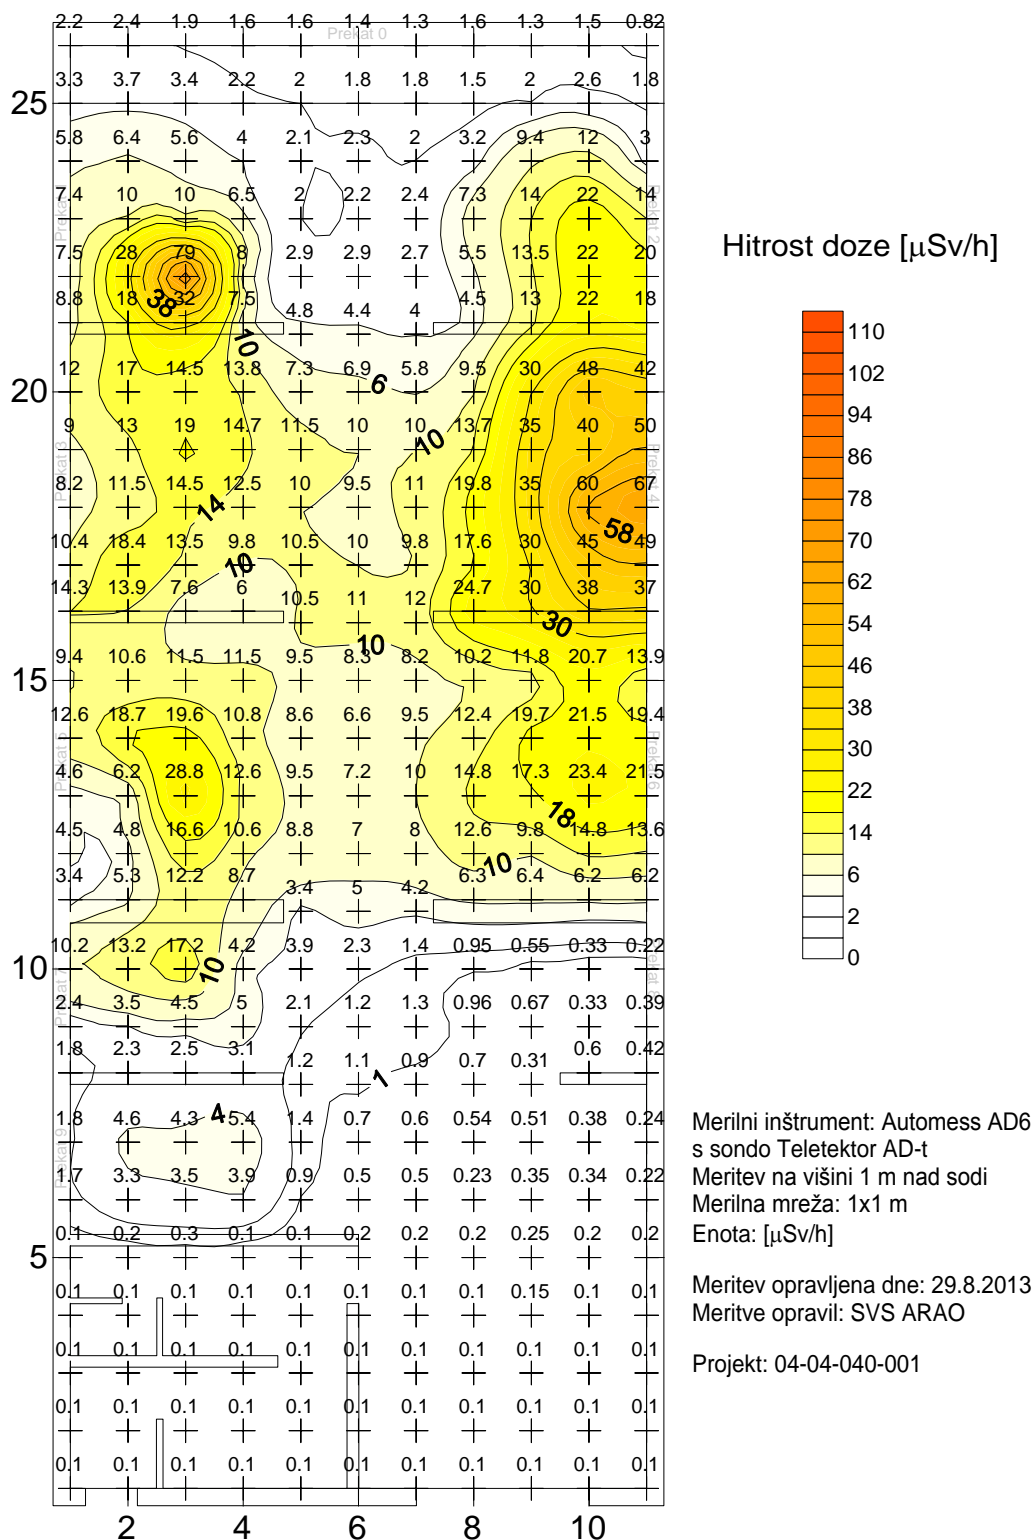 2.2 2.4 1.9 1.6 1.6 1.4 1.3 1.6 1.3 1.5 0.82
Prekat 0
3.3 3.7 3.4 2.2 2 1.8 1.8 1.5 2 2.6 1.8
25
5.8 6.4 5.6 4 2.1 2.3 2 3.2 9.4 12 3
7.4 10 10 6.5 2 2.2 2.4 7.3 14 22 14
Prekat 2
Hitrost doze [μSv/h]
7.5 28 79 8 2.9 2.9 2.7 5.5 13.5 22 20
8.8 18 32 7.5 4.8 4.4 4 4.5 13 22 18
38
10
12 17 14.5 13.8 7.3 6.9 5.8 9.5 30 48 42
6
20
9 13 19 14.7 11.5 10 10 13.7 35 40 50
10
Prekat 3
Prekat 4
8.2 11.5 14.5 12.5 10 9.5 11 19.8 35 60 67
14
58
10.4 18.4 13.5 9.8 10.5 10 9.8 17.6 30 45 49
10
14.3 13.9 7.6 6 10.5 11 12 24.7 30 38 37
30
10
9.4 10.6 11.5 11.5 9.5 8.3 8.2 10.2 11.8 20.7 13.9
15
12.6 18.7 19.6 10.8 8.6 6.6 9.5 12.4 19.7 21.5 19.4
Prekat 5
Prekat 6
4.6 6.2 28.8 12.6 9.5 7.2 10 14.8 17.3 23.4 21.5
18
4.5 4.8 16.6 10.6 8.8 7 8 12.6 9.8 14.8 13.6
10
3.4 5.3 12.2 8.7 3.4 5 4.2 6.3 6.4 6.2 6.2
10.2 13.2 17.2 4.2 3.9 2.3 1.4 0.95 0.55 0.33 0.22
10
10
Prekat 7
Prekat 8
2.4 3.5 4.5 5 2.1 1.2 1.3 0.96 0.67 0.33 0.39
1.8 2.3 2.5 3.1 1.2 1.1 0.9 0.7 0.31 0.6 0.42
1
1.8 4.6 4.3 5.4 1.4 0.7 0.6 0.54 0.51 0.38 0.24
4
Prekat 9
1.7 3.3 3.5 3.9 0.9 0.5 0.5 0.23 0.35 0.34 0.22
0.1 0.2 0.3 0.1 0.1 0.2 0.2 0.2 0.25 0.2 0.2
5
0.1 0.1 0.1 0.1 0.1 0.1 0.1 0.1 0.15 0.1 0.1
0.1 0.1 0.1 0.1 0.1 0.1 0.1 0.1 0.1 0.1 0.1
0.1 0.1 0.1 0.1 0.1 0.1 0.1 0.1 0.1 0.1 0.1
0.1 0.1 0.1 0.1 0.1 0.1 0.1 0.1 0.1 0.1 0.1
2 4 6 8 10
110
102
94
86
78
70
62
54
46
38
30
22
14
6
2
0
Merilni inštrument: Automess AD6
s sondo Teletektor AD-t
Meritev na višini 1 m nad sodi
Merilna mreža: 1x1 m
Enota: [μSv/h]
Meritev opravljena dne: 29.8.2013
Meritve opravil: SVS ARAO
Projekt: 04-04-040-001